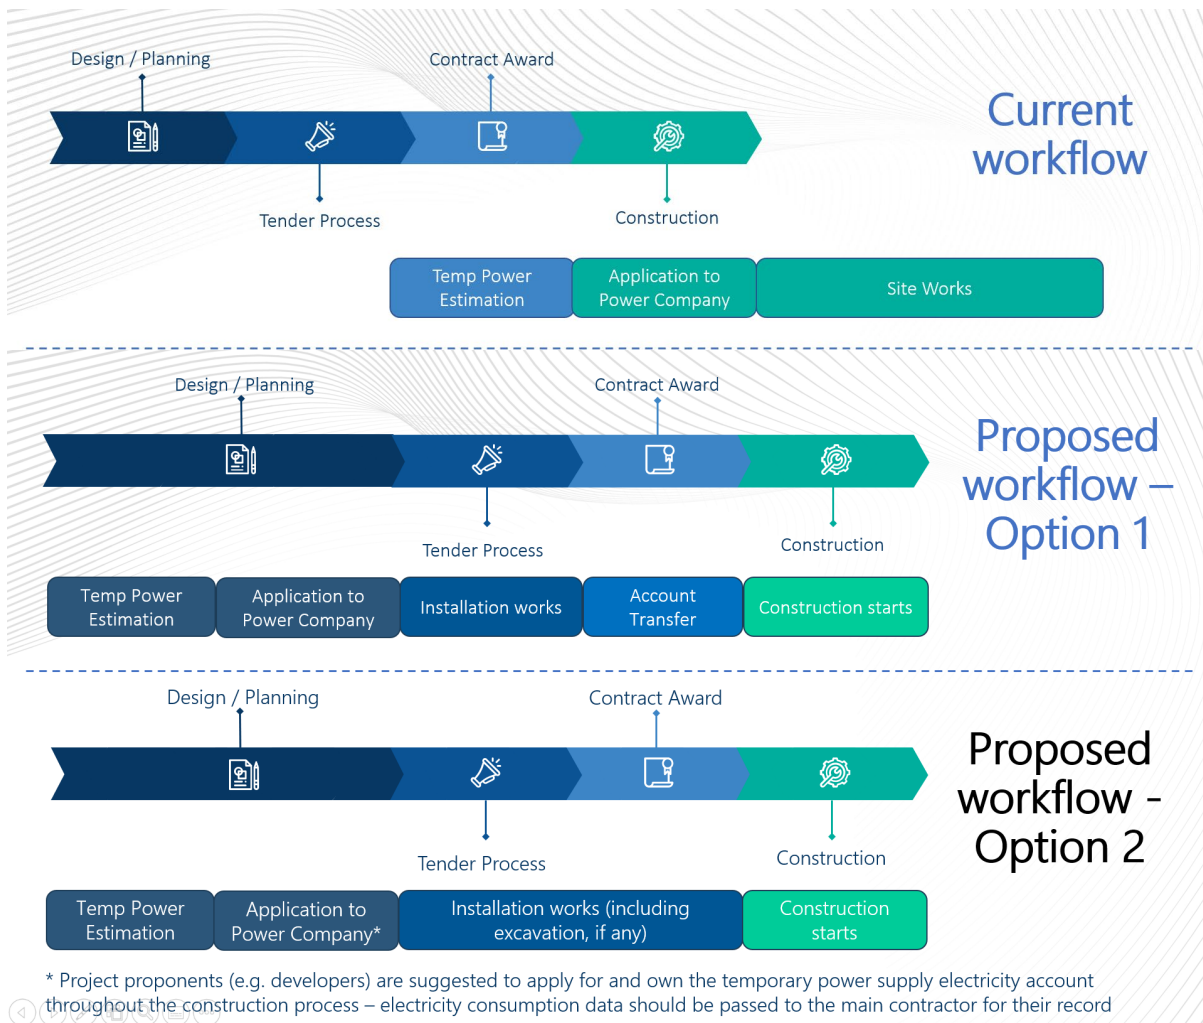 Design / Planning
Contract Award
Current
workflow
Tender Process
Construction
Temp Power
Estimation
Application to
Power Company
Site Works
Design / Planning
Contract Award
Proposed
workflow –
Option 1
Tender Process
Construction
Temp Power
Estimation
Application to
Power Company
Installation works
Account
Transfer
Construction starts
Design / Planning
Contract Award
Proposed
workflow -
Option 2
Tender Process
Construction
Temp Power
Estimation
Application to
Power Company*
Installation works (including
excavation, if any)
Construction
starts
* Project proponents (e.g. developers) are suggested to apply for and own the temporary power supply electricity account
throughout the construction process – electricity consumption data should be passed to the main contractor for their record